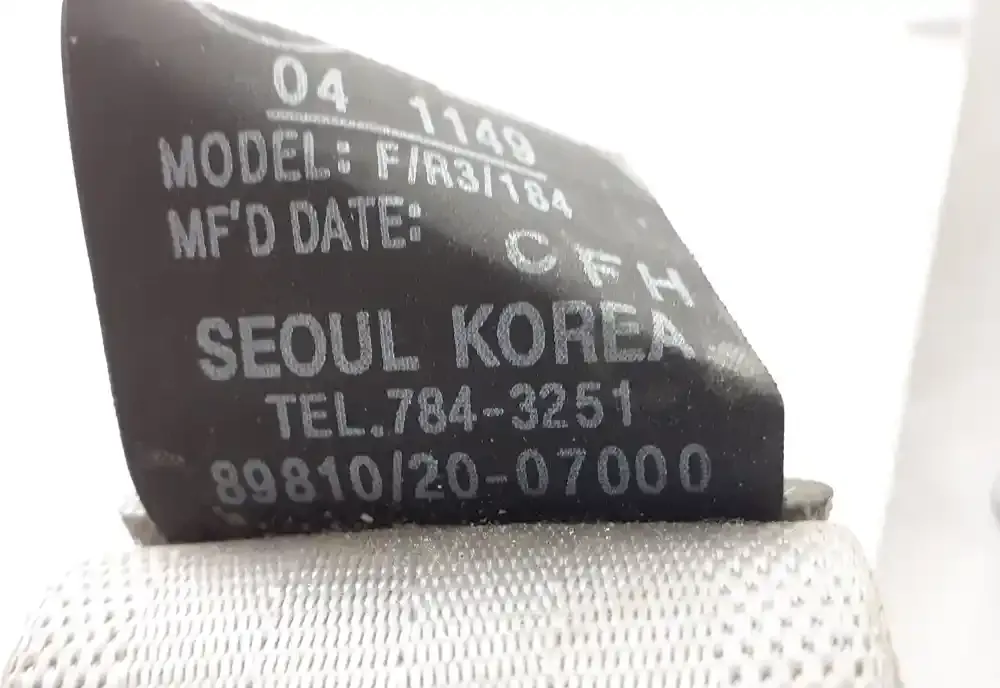 04 1149
MODEL: F/R3/184
MF'D DATE: CFH
SEOUL KOREA
TEL.784-3251
89810/20-07000